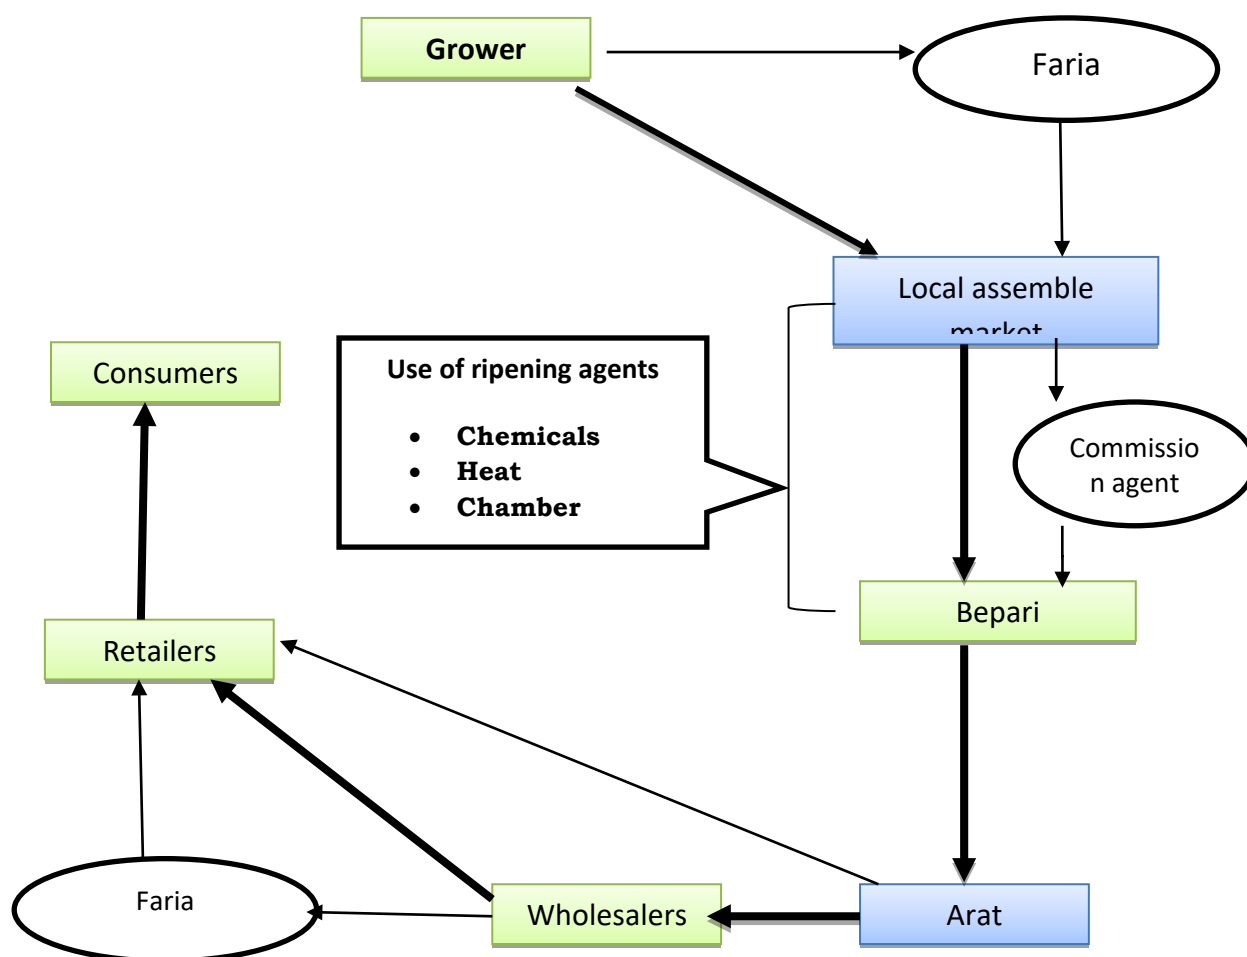 Grower
Faria
Local assemble
market
Use of ripening agents
• Chemicals
• Heat
• Chamber
Consumers
Commissio
n agent
Bepari
Retailers
Faria
Wholesalers
Arat